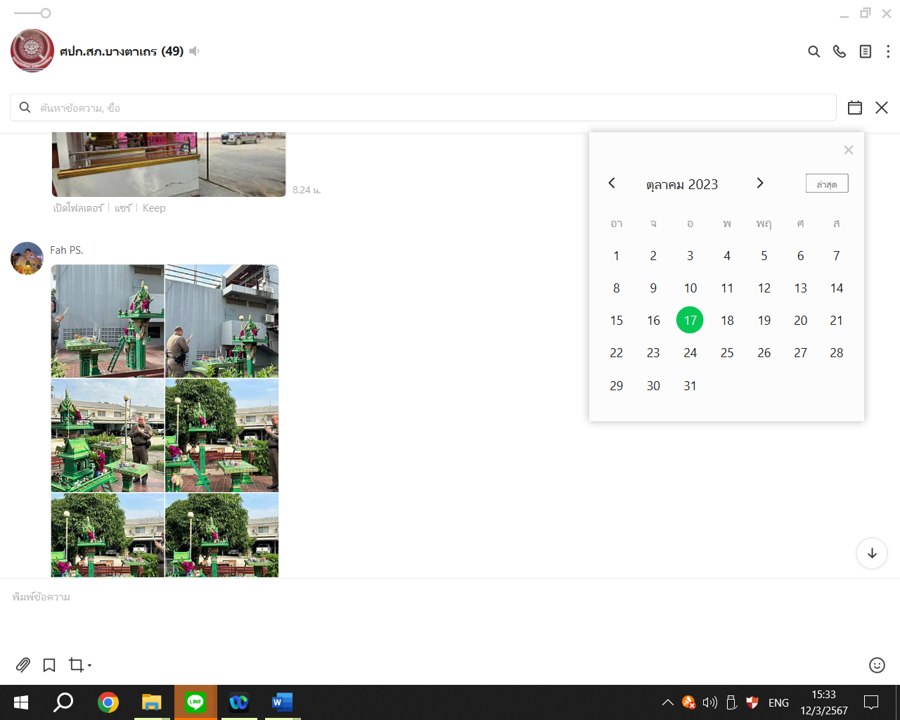 ศปก.สภ.บางตาเถร (49)
ค้นหาข้อความ, ชื่อ
8.24 น.
เปิดโฟลเดอร์ | แชร์ | Keep
Fah PS.
ตุลาคม 2023
ล่าสุด
อา จ อ พ พฤ ศ ส
1 2 3 4 5 6 7
8 9 10 11 12 13 14
15 16 17 18 19 20 21
22 23 24 25 26 27 28
29 30 31
พิมพ์ข้อความ
LINE
W
ENG
15:33
12/3/2567